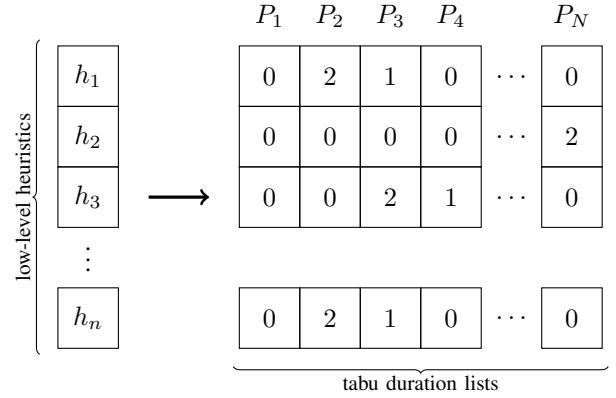 P₁ P₂ P₃ P₄ P_N
h₁ 0 2 1 0 ⋯ 0
h₂ 0 0 0 0 ⋯ 2
h₃ 0 0 2 1 ⋯ 0
⋮
hₙ 0 2 1 0 ⋯ 0
low-level heuristics
tabu duration lists